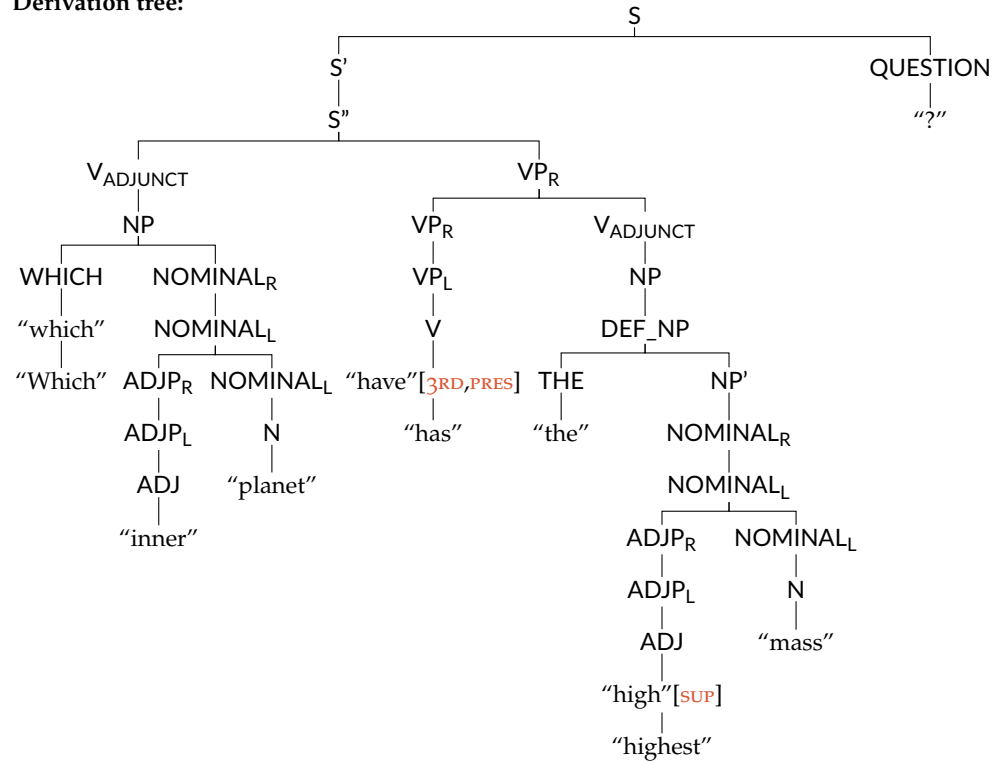 Derivation tree:
S
S’ QUESTION
S” “?”
VADJUNCT VPR
NP VPR VADJUNCT
WHICH NOMINALR VPL NP
“which” NOMINALL V DEF_NP
“Which” ADJPR NOMINALL “have”[3RD,PRES] THE NP’
ADJPL N “has” “the” NOMINALR
ADJ “planet” NOMINALL
“inner” ADJPR NOMINALL
ADJPL N
ADJ “mass”
“high”[SUP]
“highest”